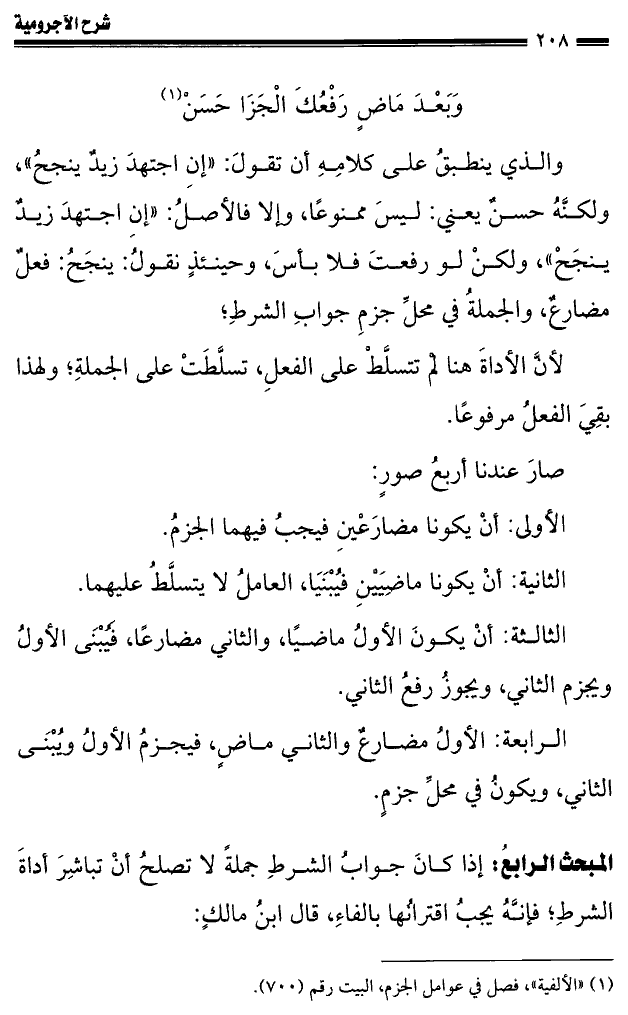 شرح الآجرومية
٢٠٨
وَبَعْدَ مَاضٍ رَفْعُكَ الْجَزَا حَسَنْ(١)
والذي ينطبقُ على كلامِهِ أن تقولَ: «إن اجتهدَ زيدٌ ينجحُ»،
ولكنَّهُ حسنٌ يعني: ليسَ ممنوعًا، وإلا فالأصلُ: «إن اجتهدَ زيدٌ
ينجَحْ»، ولكنْ لو رفعتَ فلا بأسَ، وحينئذٍ نقولُ: ينجَحُ: فعلٌ
مضارعٌ، والجملةُ في محلِّ جزمِ جوابِ الشرطِ؛
لأنَّ الأداةَ هنا لمْ تتسلَّطْ على الفعلِ، تسلَّطَتْ على الجملةِ؛ ولهذا
بقِيَ الفعلُ مرفوعًا.
صارَ عندنا أربعُ صورٍ:
الأولى: أنْ يكونا مضارَعْينِ فيجبُ فيهما الجزمُ.
الثانية: أنْ يكونا ماضِيَيْنِ فيُبْنَيَا، العاملُ لا يتسلَّطُ عليهما.
الثالثة: أنْ يكونَ الأولُ ماضيًا، والثاني مضارعًا، فيُبْنَى الأولُ
ويجزم الثاني، ويجوزُ رفعُ الثاني.
الرابعة: الأولُ مضارعٌ والثاني ماضٍ، فيجزمُ الأولُ ويُبْنَى
الثاني، ويكونُ في محلِّ جزمٍ.
المبحث الرابعُ: إذا كانَ جوابُ الشرطِ جملةً لا تصلحُ أنْ تباشِرَ أداةَ
الشرطِ؛ فإنَّهُ يجبُ اقترانُها بالفاءِ، قال ابنُ مالكٍ:
(١) «الألفية»، فصل في عوامل الجزم، البيت رقم (٧٠٠).